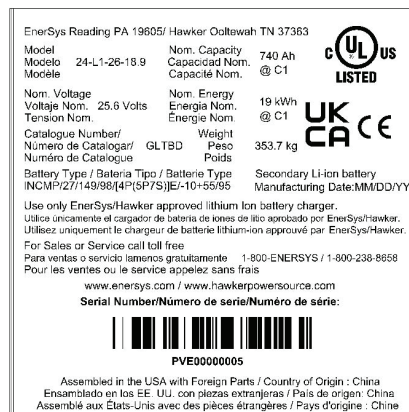 EnerSys Reading PA 19605/ Hawker Ooltewah TN 37363
Model
Modelo 24-L1-26-18.9
Modèle
Nom. Capacity
Capacidad Nom.
Capacité Nom.
740 Ah
@ C1
C UL US
LISTED
Nom. Voltage
Voltaje Nom. 25.6 Volts
Tension Nom.
Nom. Energy
Energia Nom.
Énergie Nom.
19 kWh
@ C1
UK
CA CE
Catalogue Number/
Número de Catalogar/ GLTBD
Numéro de Catalogue
Weight
Peso
Poids
353.7 kg
Battery Type / Bateria Tipo / Batterie Type
INCMP/27/149/98/[4P(5P7S)]E/-10+55/95
Secondary Li-ion battery
Manufacturing Date:MM/DD/YY
Use only EnerSys/Hawker approved lithium Ion battery charger.
Utilice únicamente el cargador de batería de iones de litio aprobado por EnerSys/Hawker.
Utilisez uniquement le chargeur de batterie lithium-ion approuvé par EnerSys/Hawker.
For Sales or Service call toll free
Para ventas o servicio lamenos gratuitamente 1-800-ENERSYS / 1-800-238-8658
Pour les ventes ou le service appelez sans frais
www.enersys.com / www.hawkerpowersource.com
Serial Number/Número de serie/Numéro de série:
PVE00000005
Assembled in the USA with Foreign Parts / Country of Origin : China
Ensamblado en los EE. UU. con piezas extranjeras / País de origen: China
Assemblé aux États-Unis avec des pièces étrangères / Pays d'origine : Chine